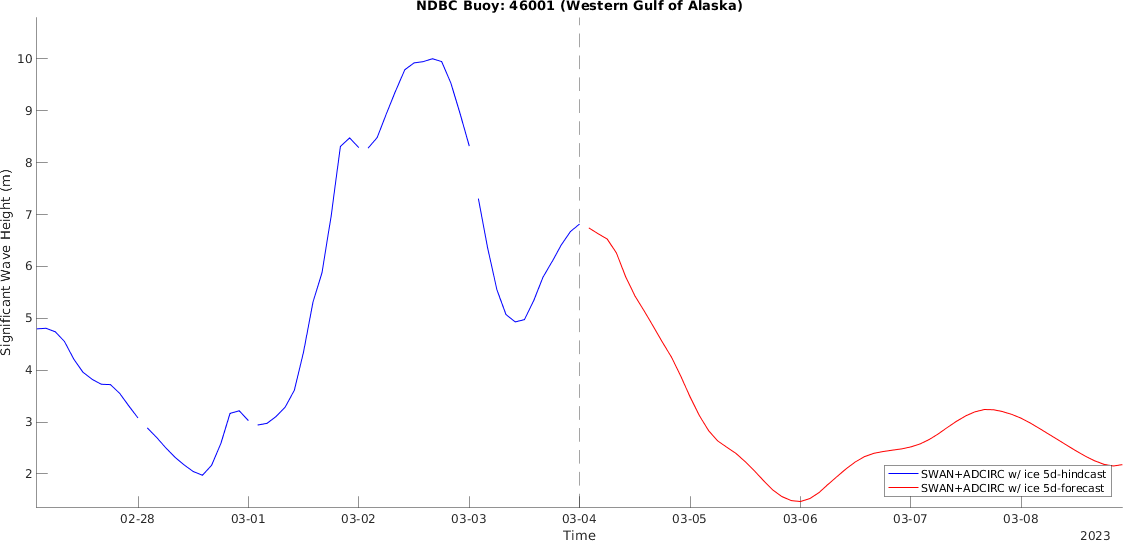 NDBC Buoy: 46001 (Western Gulf of Alaska)
Significant Wave Height (m)
10
9
8
7
6
5
4
3
2
SWAN+ADCIRC w/ ice 5d-hindcast
SWAN+ADCIRC w/ ice 5d-forecast
02-28 03-01 03-02 03-03 03-04 03-05 03-06 03-07 03-08
Time
2023